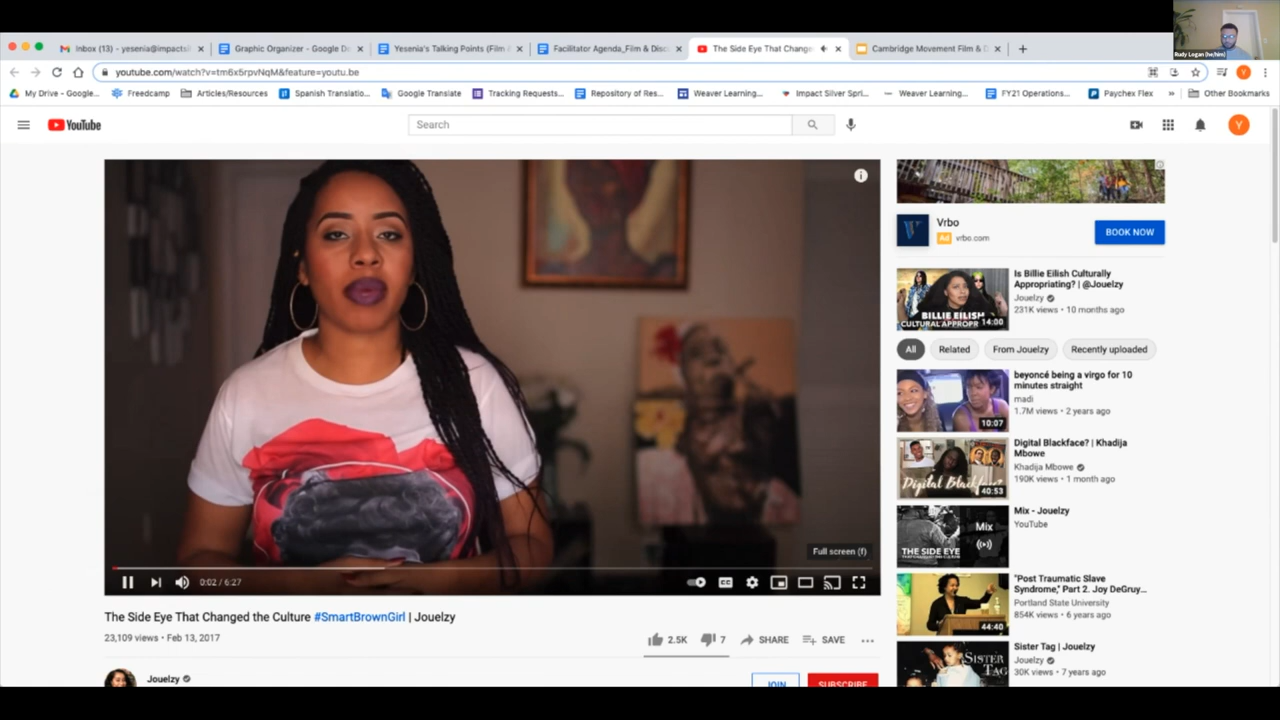 Inbox (13) - yesenia@impactsi
Graphic Organizer - Google Do
Yesenia's Talking Points (Film
Facilitator Agenda_Film & Disc
The Side Eye That Change
Cambridge Movement Film & D
Rudy Logan (he/him)
youtube.com/watch?v=tm6x5rpvNqM&feature=youtu.be
Y
My Drive - Google...
Freedcamp
Articles/Resources
Spanish Translatio...
Google Translate
Tracking Requests...
Repository of Res...
Weaver Learning...
Impact Silver Spri...
Weaver Learning...
FY21 Operations...
Paychex Flex
»
Other Bookmarks
YouTube
Search
Y
Vrbo
Ad vrbo.com
BOOK NOW
Is Billie Eilish Culturally
Appropriating? | @Jouelzy
Jouelzy
231K views • 10 months ago
BILLIE EILISH
CULTURAL APPROPR
14:00
All
Related
From Jouelzy
Recently uploaded
beyoncé being a virgo for 10
minutes straight
madi
1.7M views • 2 years ago
10:07
Digital Blackface? | Khadija
Mbowe
Khadija Mbowe
190K views • 1 month ago
Digital Blackface?
40:53
Mix - Jouelzy
YouTube
Mix
THE SIDE EYE
"Post Traumatic Slave
Syndrome," Part 2. Joy DeGruy...
Portland State University
854K views • 6 years ago
44:40
Sister Tag | Jouelzy
Jouelzy
30K views • 7 years ago
SISTER
TAG
Full screen (f)
0:02 / 6:27
CC
The Side Eye That Changed the Culture #SmartBrownGirl | Jouelzy
23,109 views • Feb 13, 2017
2.5K
7
SHARE
SAVE
Jouelzy
JOIN
SUBSCRIBE